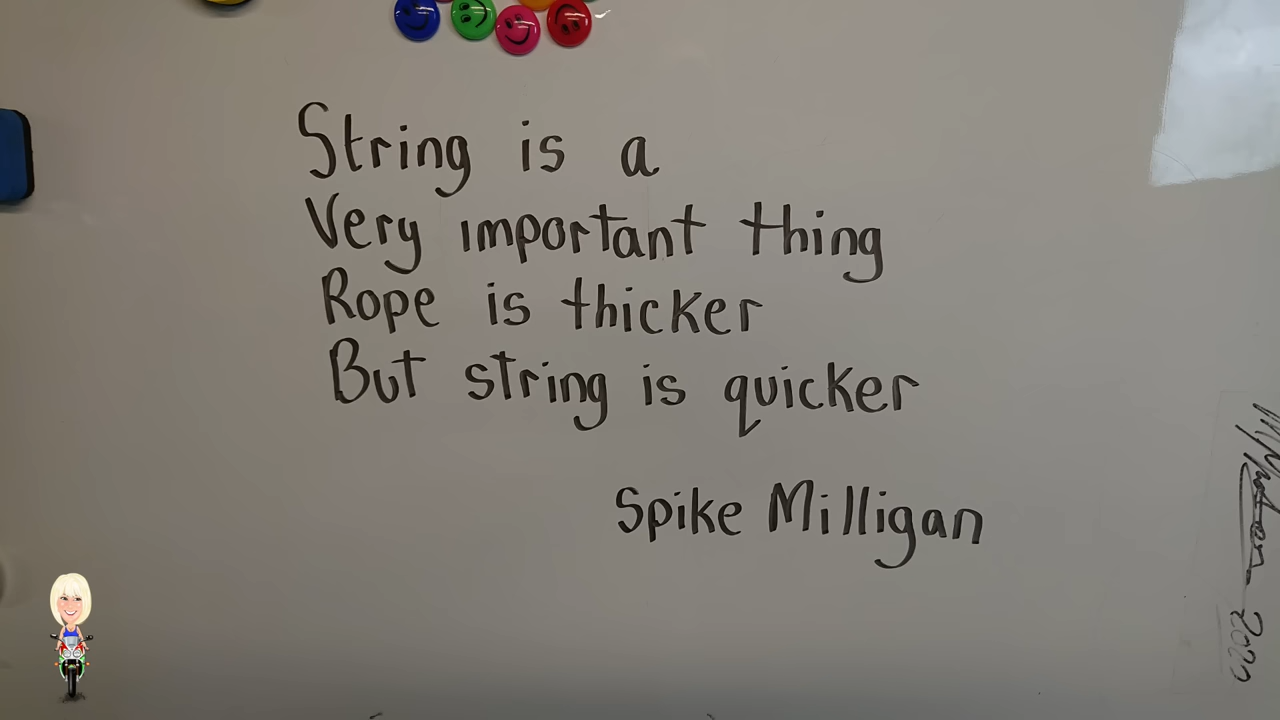 String is a
Very important thing
Rope is thicker
But string is quicker
Spike Milligan